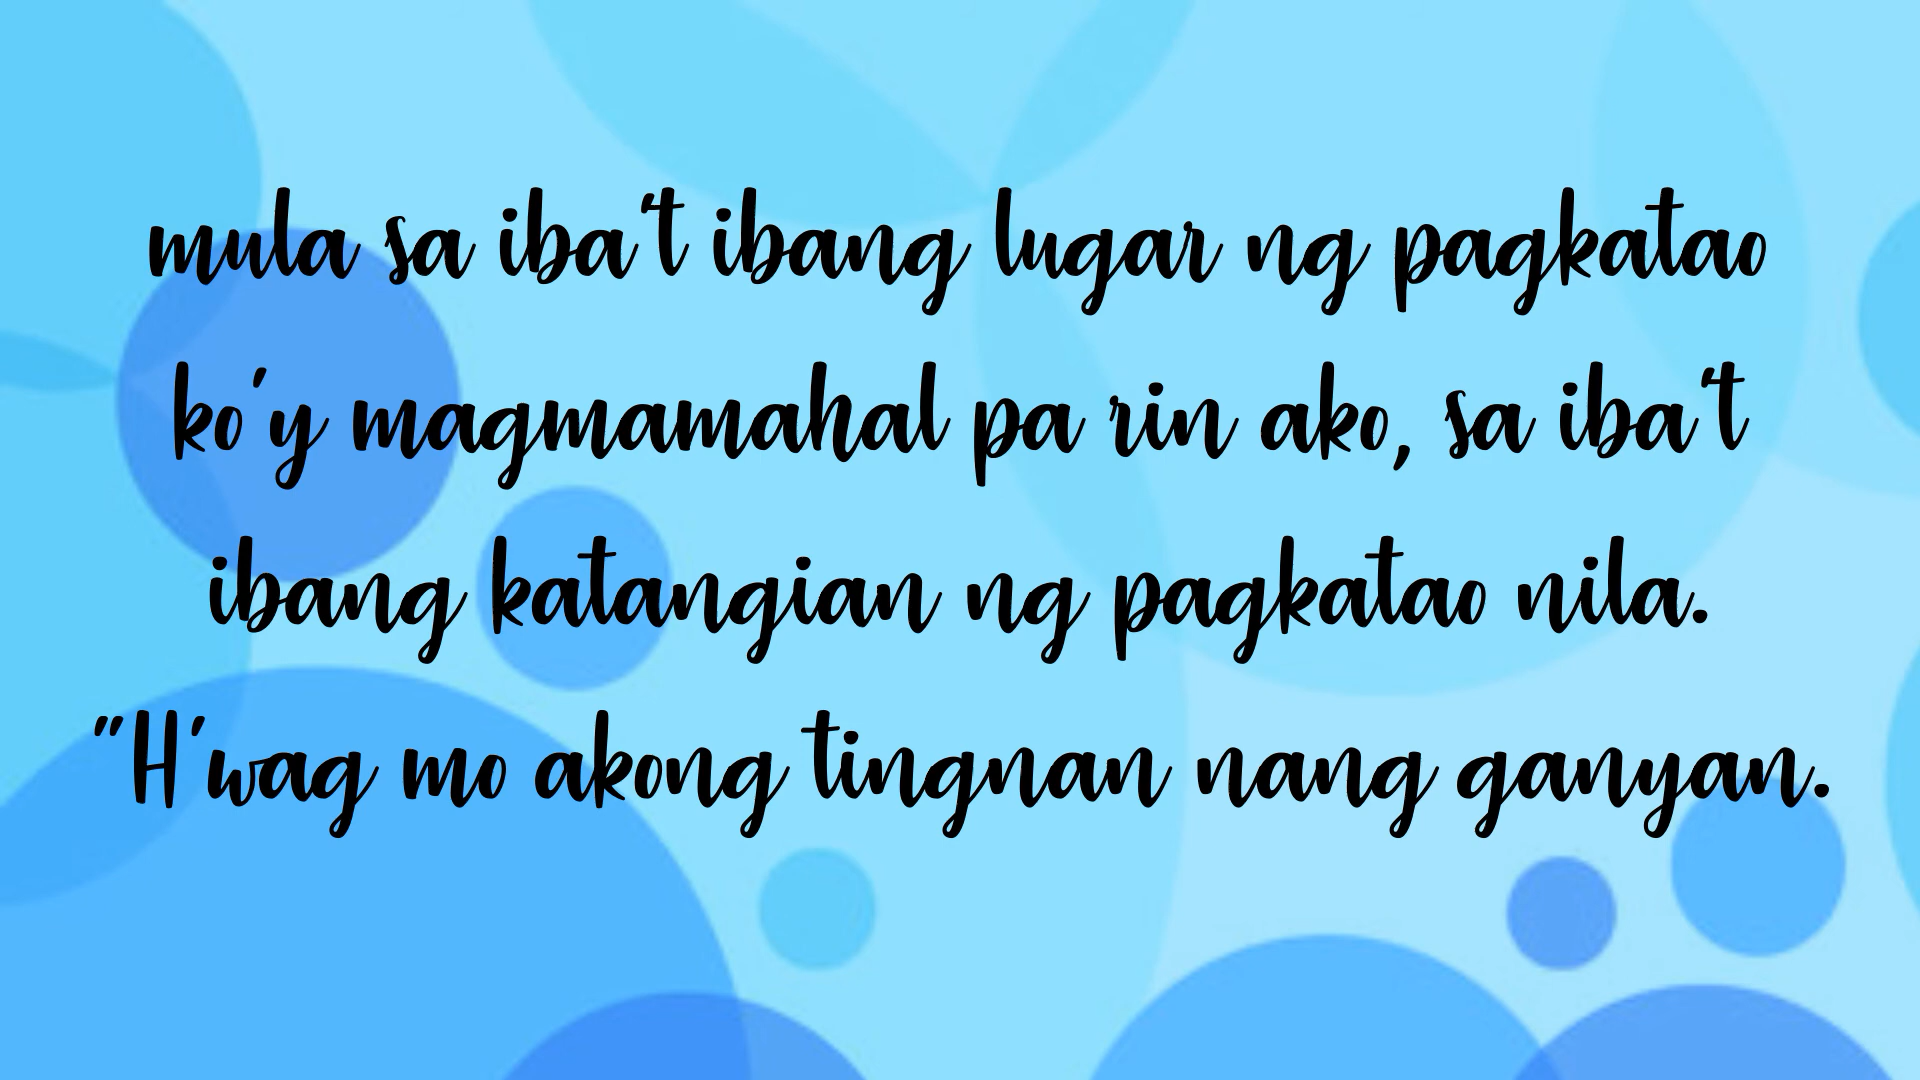 mula sa iba't ibang lugar ng pagkatao
ko'y magmamahal pa rin ako, sa iba't
ibang katangian ng pagkatao nila.
"H'wag mo akong tingnan nang ganyan.